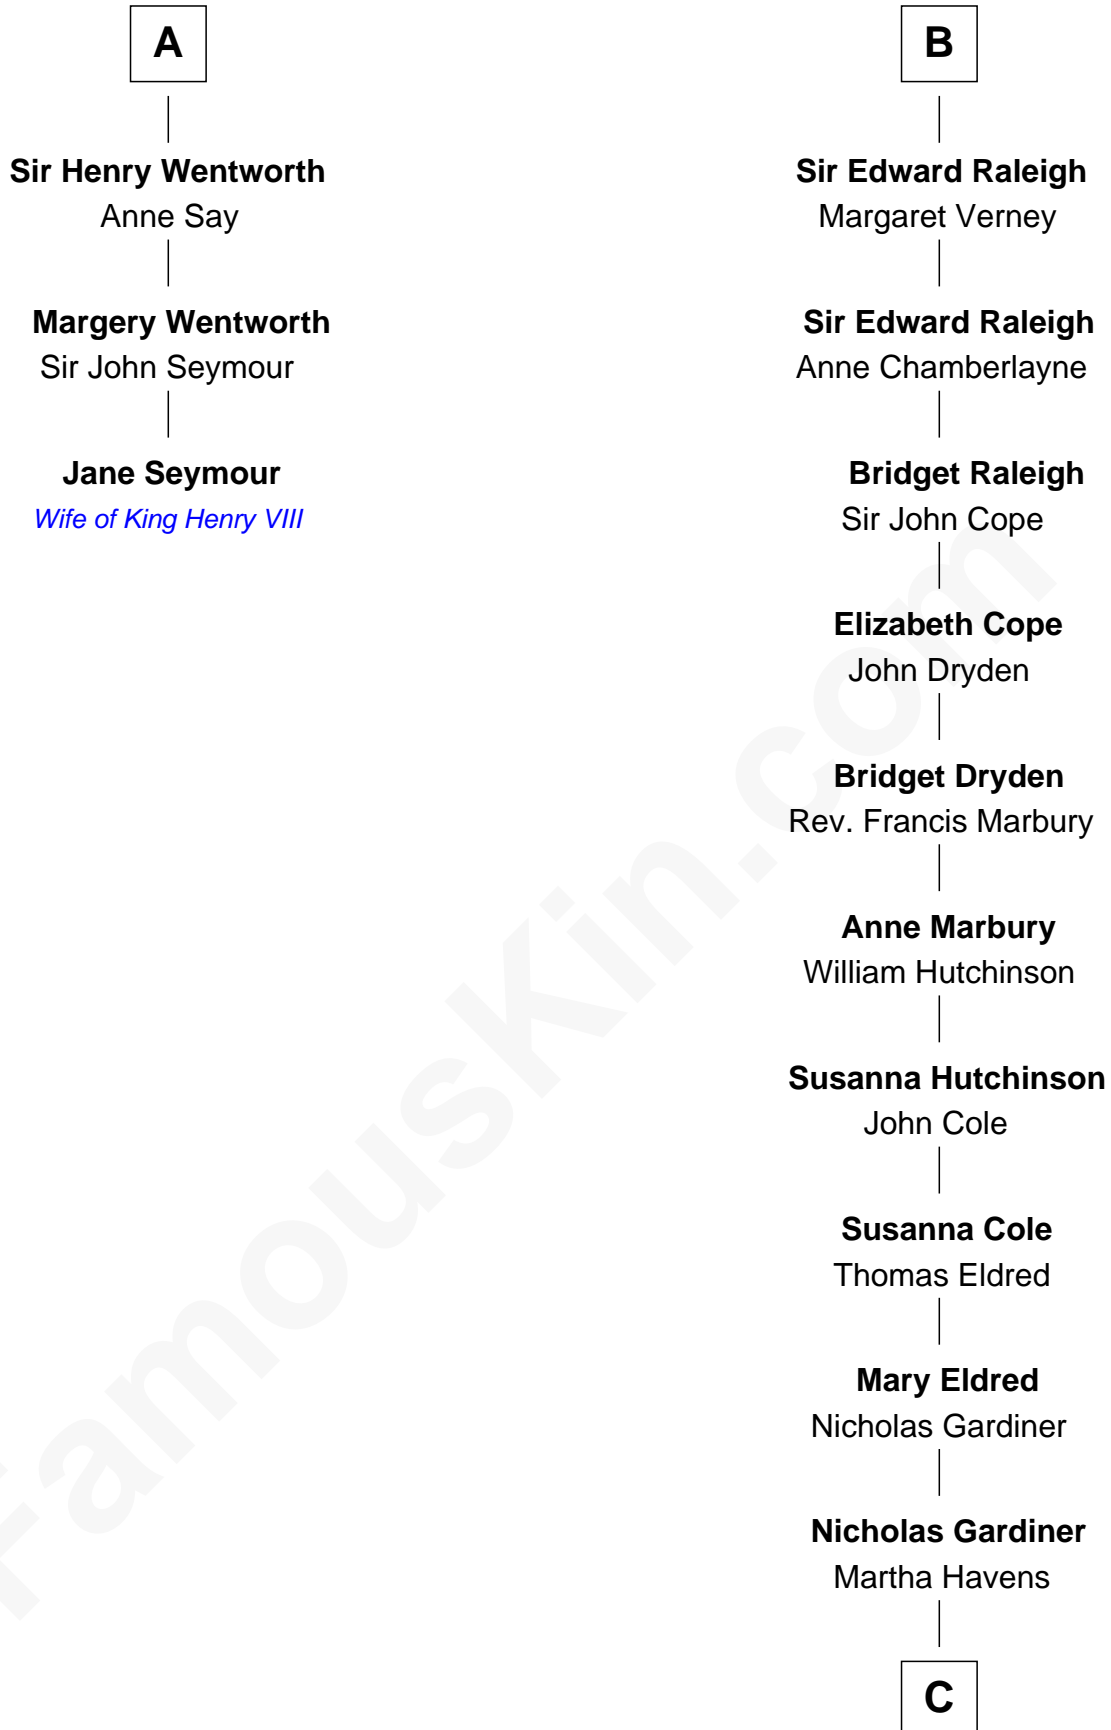 A
Sir Henry Wentworth
Anne Say
Margery Wentworth
Sir John Seymour
Jane Seymour
Wife of King Henry VIII
B
Sir Edward Raleigh
Margaret Verney
Sir Edward Raleigh
Anne Chamberlayne
Bridget Raleigh
Sir John Cope
Elizabeth Cope
John Dryden
Bridget Dryden
Rev. Francis Marbury
Anne Marbury
William Hutchinson
Susanna Hutchinson
John Cole
Susanna Cole
Thomas Eldred
Mary Eldred
Nicholas Gardiner
Nicholas Gardiner
Martha Havens
C
FamousKin.com